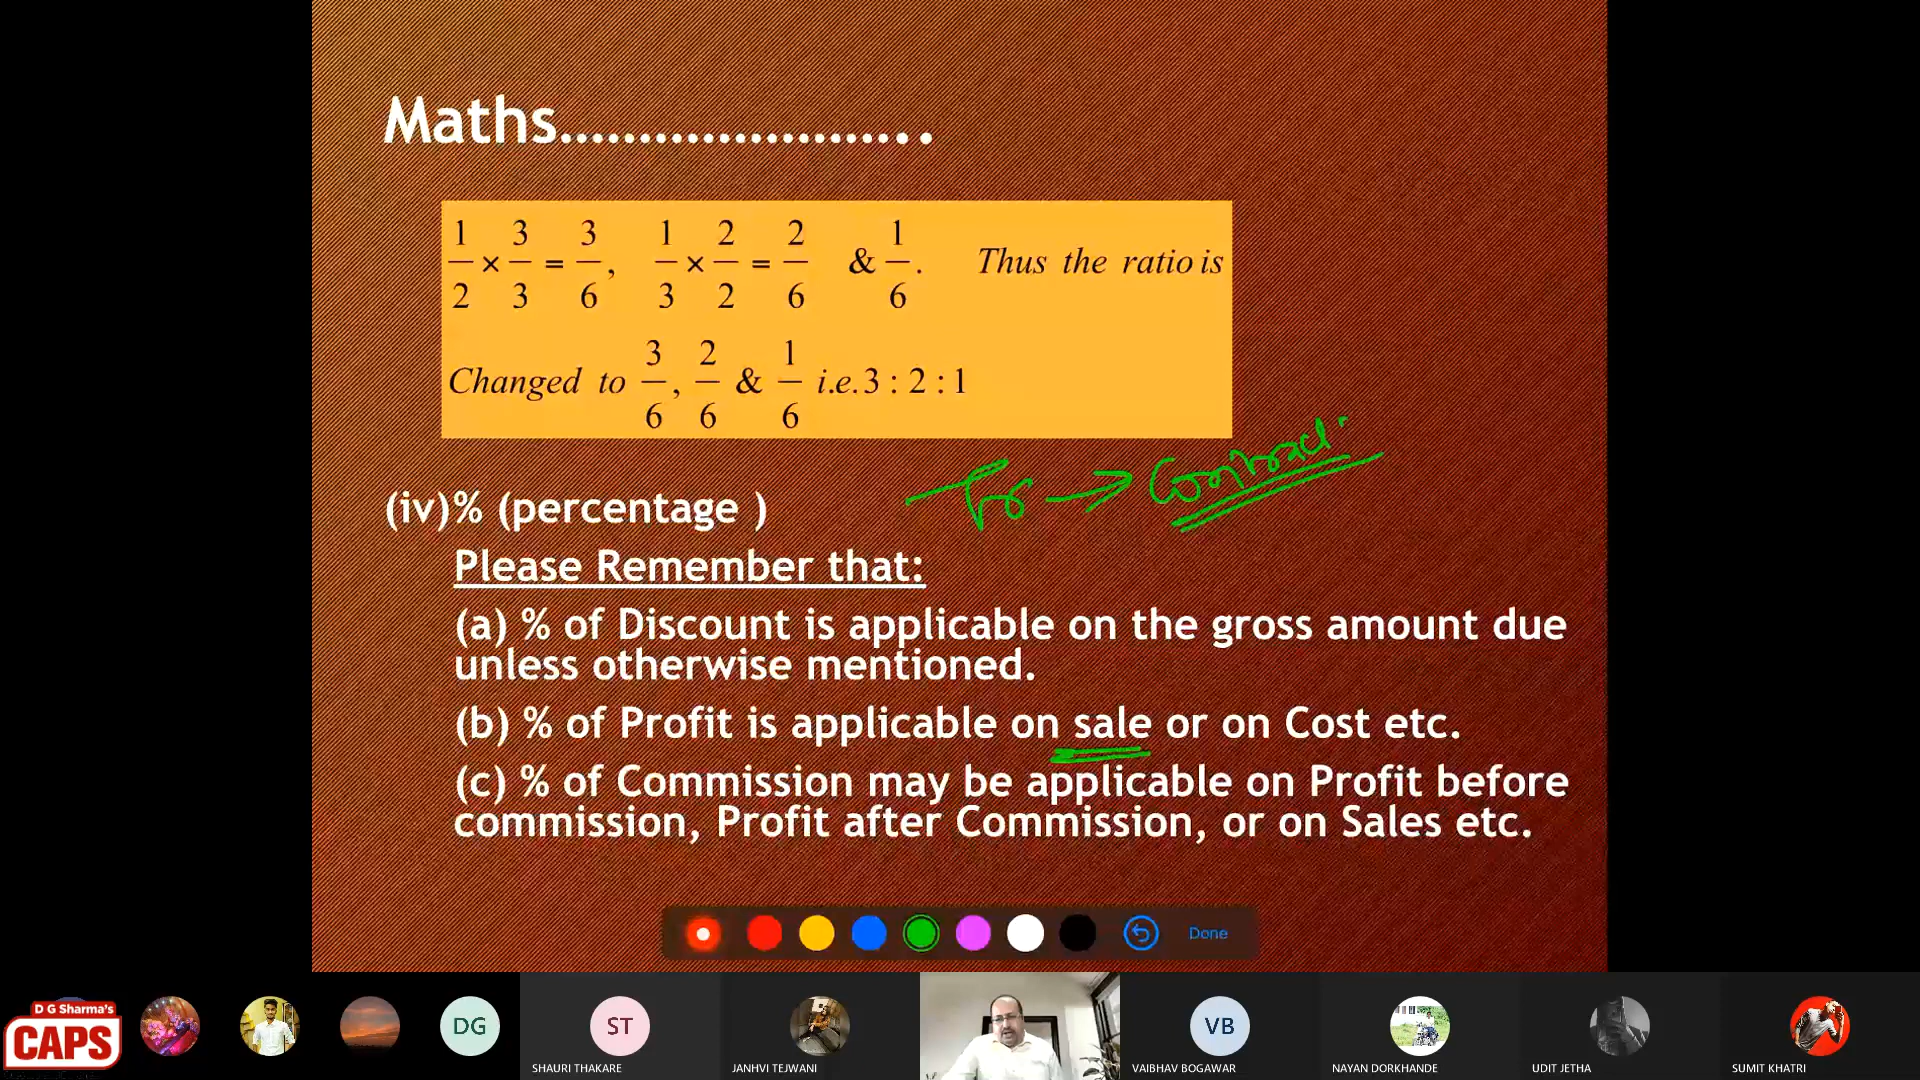 Maths......................
1/2 × 3/3 = 3/6, 1/3 × 2/2 = 2/6 & 1/6. Thus the ratio is
Changed to 3/6, 2/6 & 1/6 i.e. 3 : 2 : 1
→ Contract
(iv)% (percentage )
Please Remember that:
(a) % of Discount is applicable on the gross amount due
unless otherwise mentioned.
(b) % of Profit is applicable on sale or on Cost etc.
(c) % of Commission may be applicable on Profit before
commission, Profit after Commission, or on Sales etc.
Done
D G Sharma's
CAPS
DG
ST
VB
SHAURI THAKARE
JANHVI TEJWANI
VAIBHAV BOGAWAR
NAYAN DORKHANDE
UDIT JETHA
SUMIT KHATRI